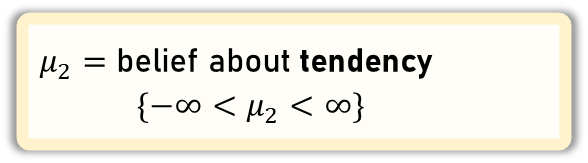 μ₂ = belief about tendency
{−∞ < μ₂ < ∞}